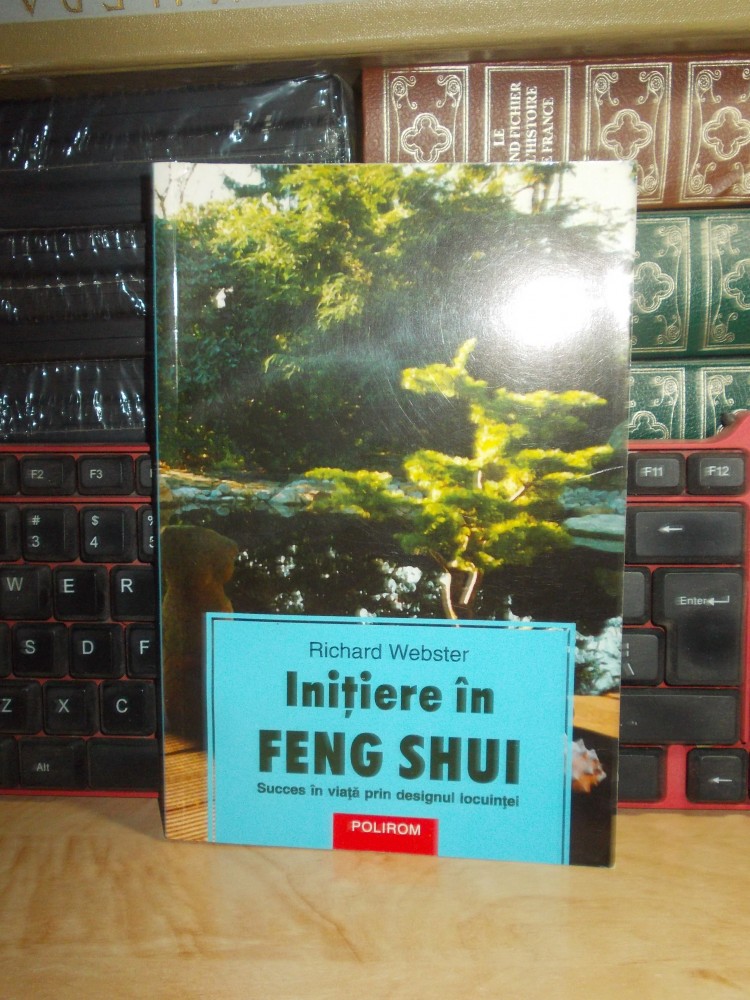 LE
ND FICHIER
L'HISTOIRE
E FRANCE
F2
F3
F11
F12
#
3
$
4
%
5
W
E
R
Enter
S
D
F
Z
X
C
Alt
Richard Webster
Inițiere în
FENG SHUI
Succes în viață prin designul locuinței
POLIROM